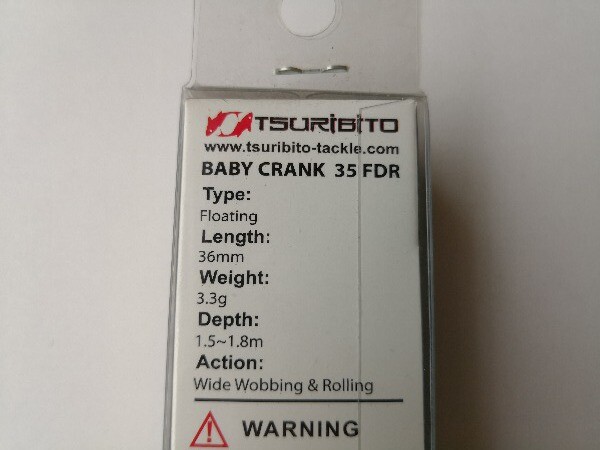 TSURIBITO
www.tsuribito-tackle.com
BABY CRANK 35 FDR
Type:
Floating
Length:
36mm
Weight:
3.3g
Depth:
1.5~1.8m
Action:
Wide Wobbing & Rolling
WARNING